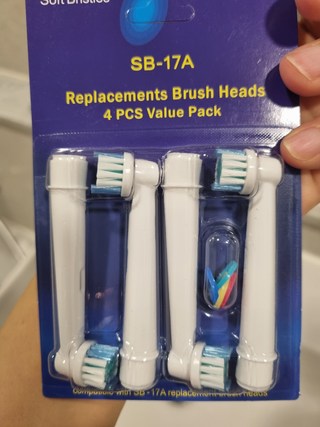 Soft Bristles
SB-17A
Replacements Brush Heads
4 PCS Value Pack
compatible with SB - 17A replacement brush heads